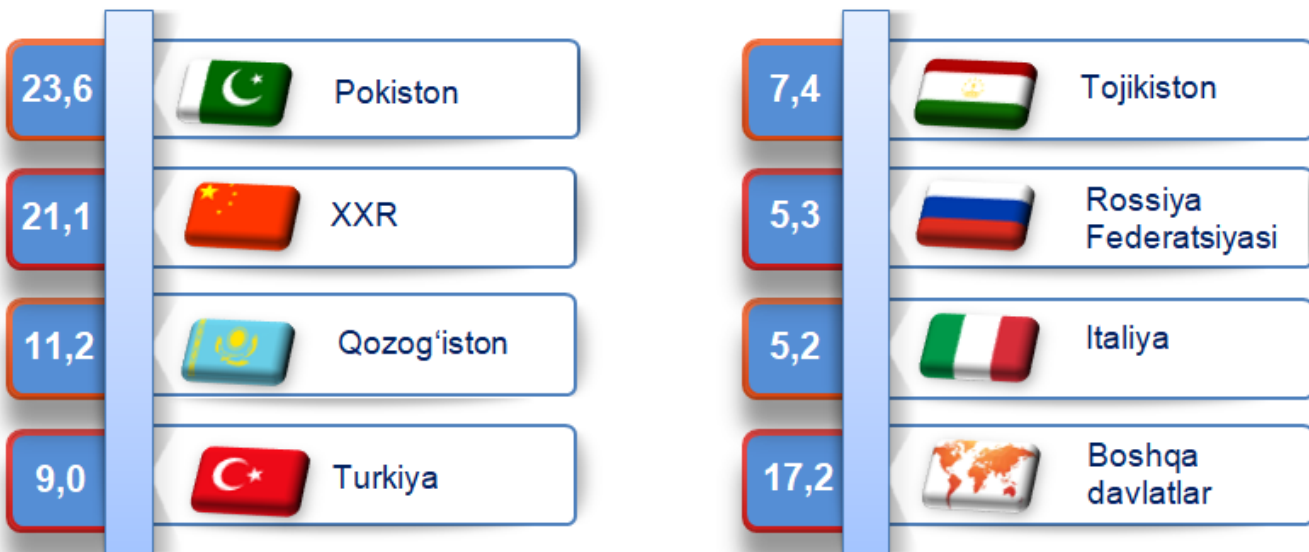 23,6
Pokiston
21,1
XXR
11,2
Qozog‘iston
9,0
Turkiya
7,4
Tojikiston
5,3
Rossiya
Federatsiyasi
5,2
Italiya
17,2
Boshqa
davlatlar